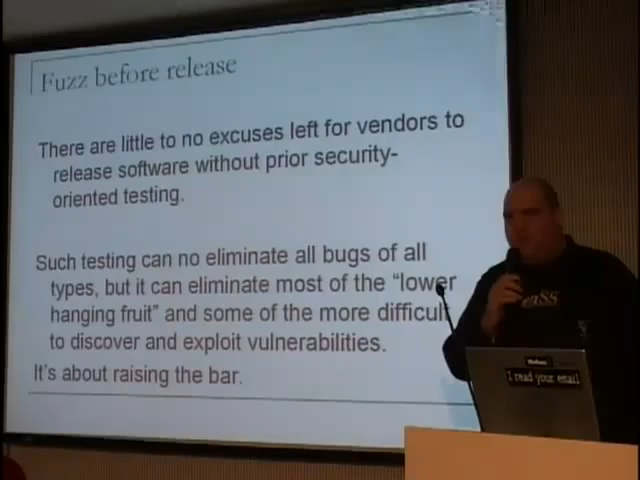 Fuzz before release
There are little to no excuses left for vendors to
release software without prior security-
oriented testing.
Such testing can no eliminate all bugs of all
types, but it can eliminate most of the "lower
hanging fruit" and some of the more difficult
to discover and exploit vulnerabilities.
It's about raising the bar.
I read your email